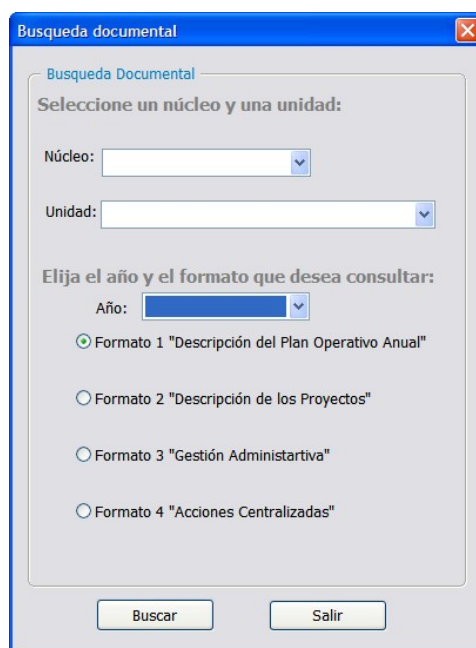 Busqueda documental
Busqueda Documental
Seleccione un núcleo y una unidad:
Núcleo:
Unidad:
Elija el año y el formato que desea consultar:
Año:
Formato 1 "Descripción del Plan Operativo Anual"
Formato 2 "Descripción de los Proyectos"
Formato 3 "Gestión Administartiva"
Formato 4 "Acciones Centralizadas"
Buscar Salir